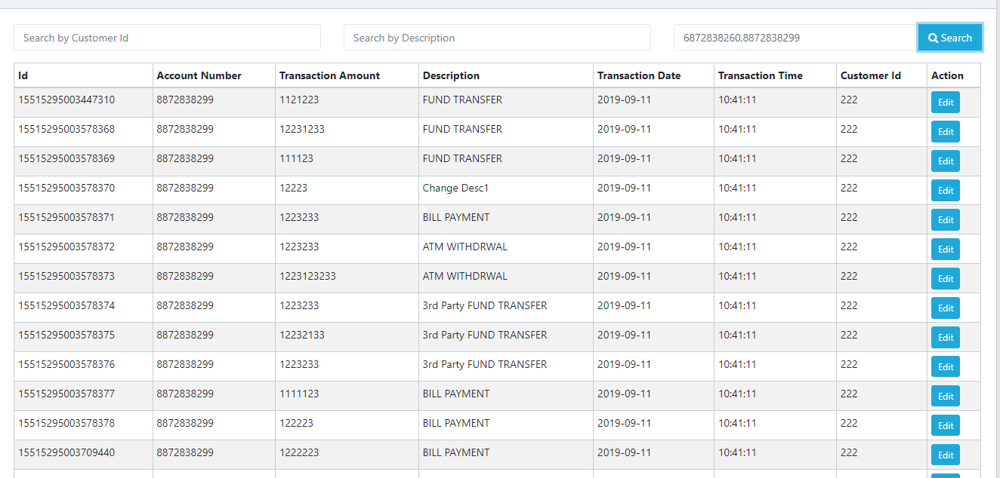 Search by Customer Id Search by Description 6872838260,8872838299 Search
Id Account Number Transaction Amount Description Transaction Date Transaction Time Customer Id Action
15515295003447310 8872838299 1121223 FUND TRANSFER 2019-09-11 10:41:11 222 Edit
15515295003578368 8872838299 12231233 FUND TRANSFER 2019-09-11 10:41:11 222 Edit
15515295003578369 8872838299 111123 FUND TRANSFER 2019-09-11 10:41:11 222 Edit
15515295003578370 8872838299 12223 Change Desc1 2019-09-11 10:41:11 222 Edit
15515295003578371 8872838299 1223233 BILL PAYMENT 2019-09-11 10:41:11 222 Edit
15515295003578372 8872838299 1223233 ATM WITHDRWAL 2019-09-11 10:41:11 222 Edit
15515295003578373 8872838299 1223123233 ATM WITHDRWAL 2019-09-11 10:41:11 222 Edit
15515295003578374 8872838299 1223233 3rd Party FUND TRANSFER 2019-09-11 10:41:11 222 Edit
15515295003578375 8872838299 12232133 3rd Party FUND TRANSFER 2019-09-11 10:41:11 222 Edit
15515295003578376 8872838299 1223233 3rd Party FUND TRANSFER 2019-09-11 10:41:11 222 Edit
15515295003578377 8872838299 1111123 BILL PAYMENT 2019-09-11 10:41:11 222 Edit
15515295003578378 8872838299 122223 BILL PAYMENT 2019-09-11 10:41:11 222 Edit
15515295003709440 8872838299 1222223 BILL PAYMENT 2019-09-11 10:41:11 222 Edit